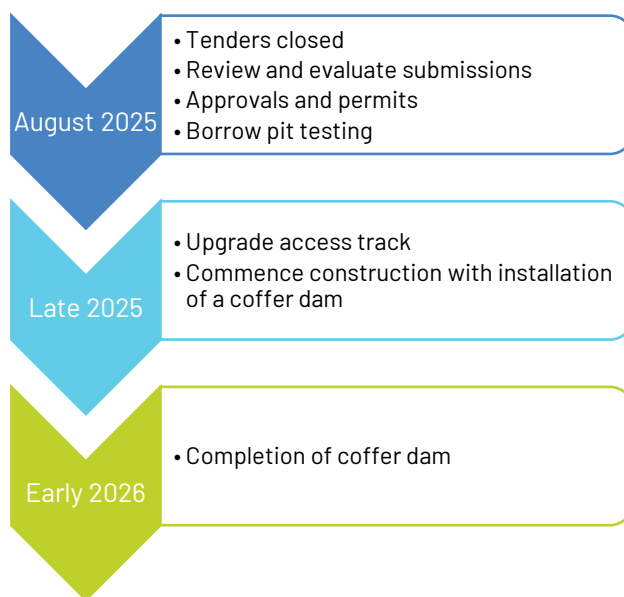 August 2025
• Tenders closed
• Review and evaluate submissions
• Approvals and permits
• Borrow pit testing
Late 2025
• Upgrade access track
• Commence construction with installation
of a coffer dam
Early 2026
• Completion of coffer dam